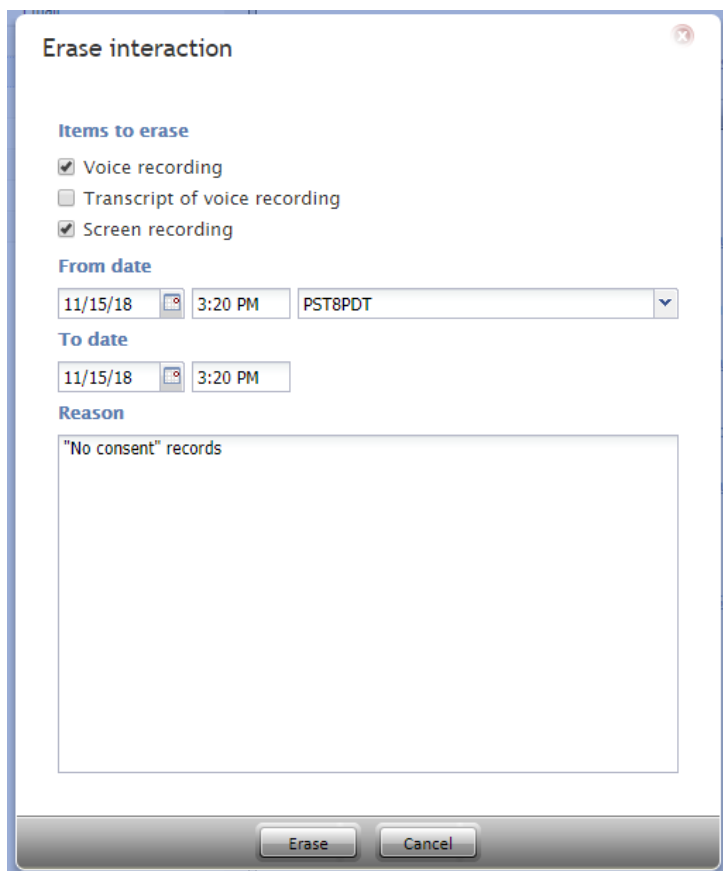 Erase interaction
Items to erase
Voice recording
Transcript of voice recording
Screen recording
From date
11/15/18 3:20 PM PST8PDT
To date
11/15/18 3:20 PM
Reason
"No consent" records
Erase Cancel